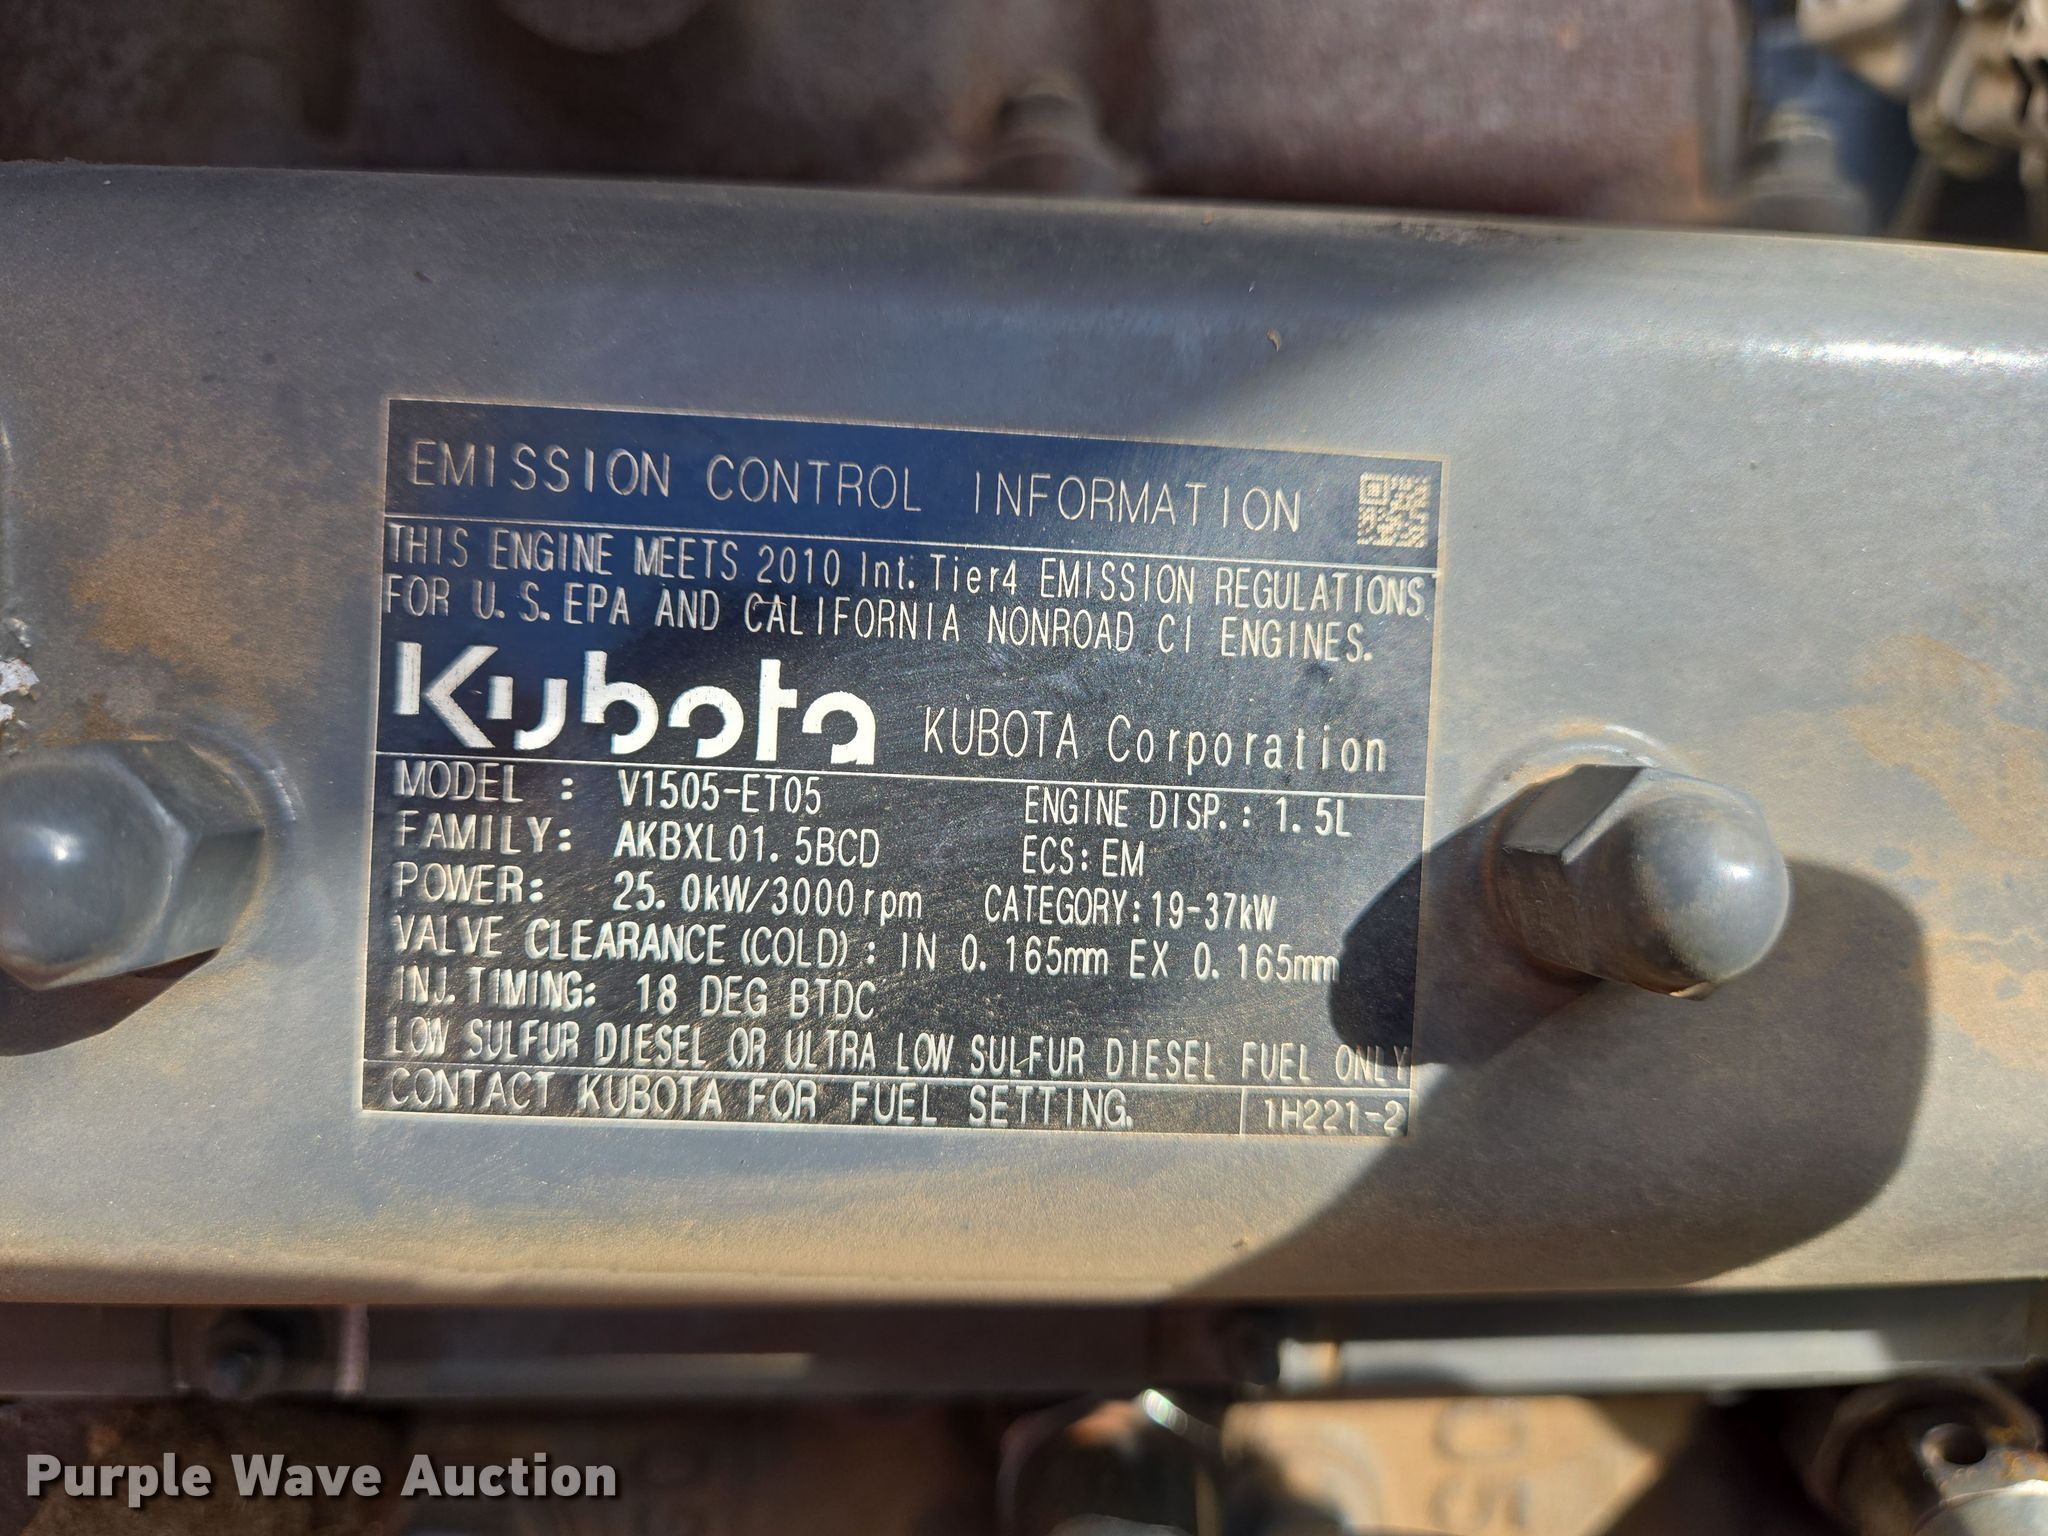 EMISSION CONTROL INFORMATION
THIS ENGINE MEETS 2010 Int. Tier4 EMISSION REGULATIONS
FOR U.S.EPA AND CALIFORNIA NONROAD CI ENGINES.
Kubota KUBOTA Corporation
MODEL : V1505-ET05 ENGINE DISP.: 1.5L
FAMILY: AKBXL01.5BCD ECS:EM
POWER: 25.0kW/3000rpm CATEGORY:19-37kW
VALVE CLEARANCE(COLD): IN 0.165mm EX 0.165mm
INJ.TIMING: 18 DEG BTDC
LOW SULFUR DIESEL OR ULTRA LOW SULFUR DIESEL FUEL ONLY
CONTACT KUBOTA FOR FUEL SETTING. 1H221-2
Purple Wave Auction